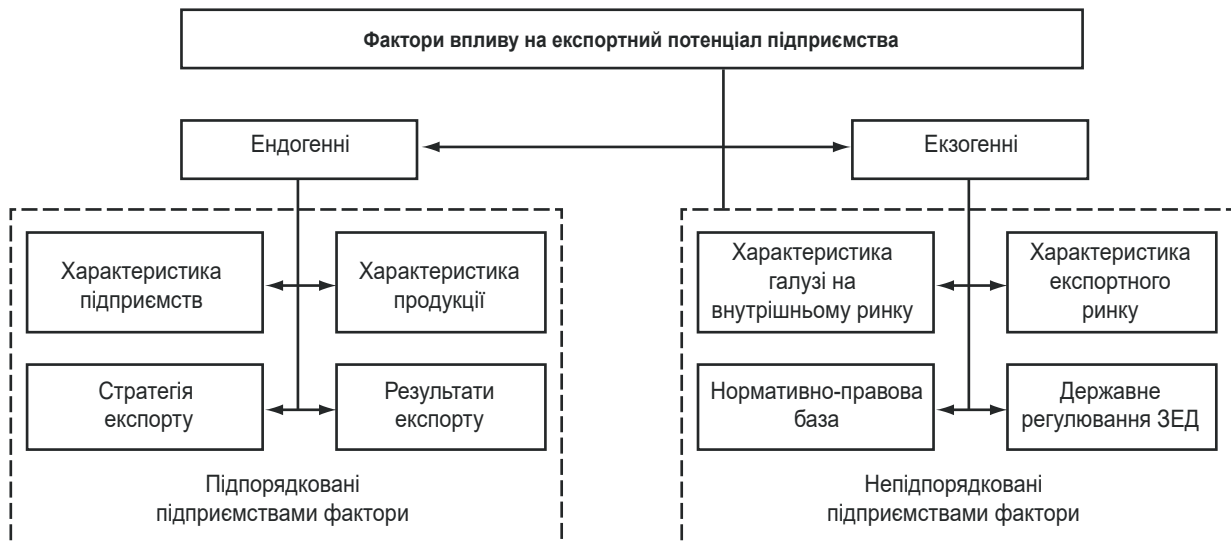 Фактори впливу на експортний потенціал підприємства
Ендогенні
Екзогенні
Характеристика
підприємств
Характеристика
продукції
Стратегія
експорту
Результати
експорту
Підпорядковані
підприємствами фактори
Характеристика
галузі на
внутрішньому ринку
Характеристика
експортного
ринку
Нормативно-правова
база
Державне
регулювання ЗЕД
Непідпорядковані
підприємствами фактори